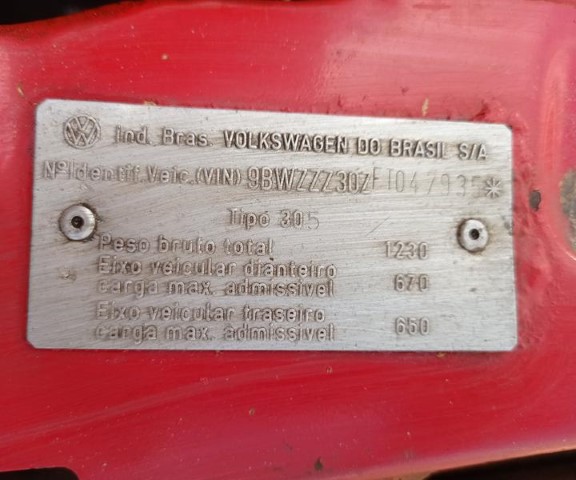 Ind. Bras. VOLKSWAGEN DO BRASIL S/A
Nº Identif. Veic. (VIN) 9BWZZZ30ZFT047935*
Tipo 305
Peso bruto total 1230
Eixo veicular dianteiro
carga max. admissivel 670
Eixo veicular traseiro
carga max. admissivel 650